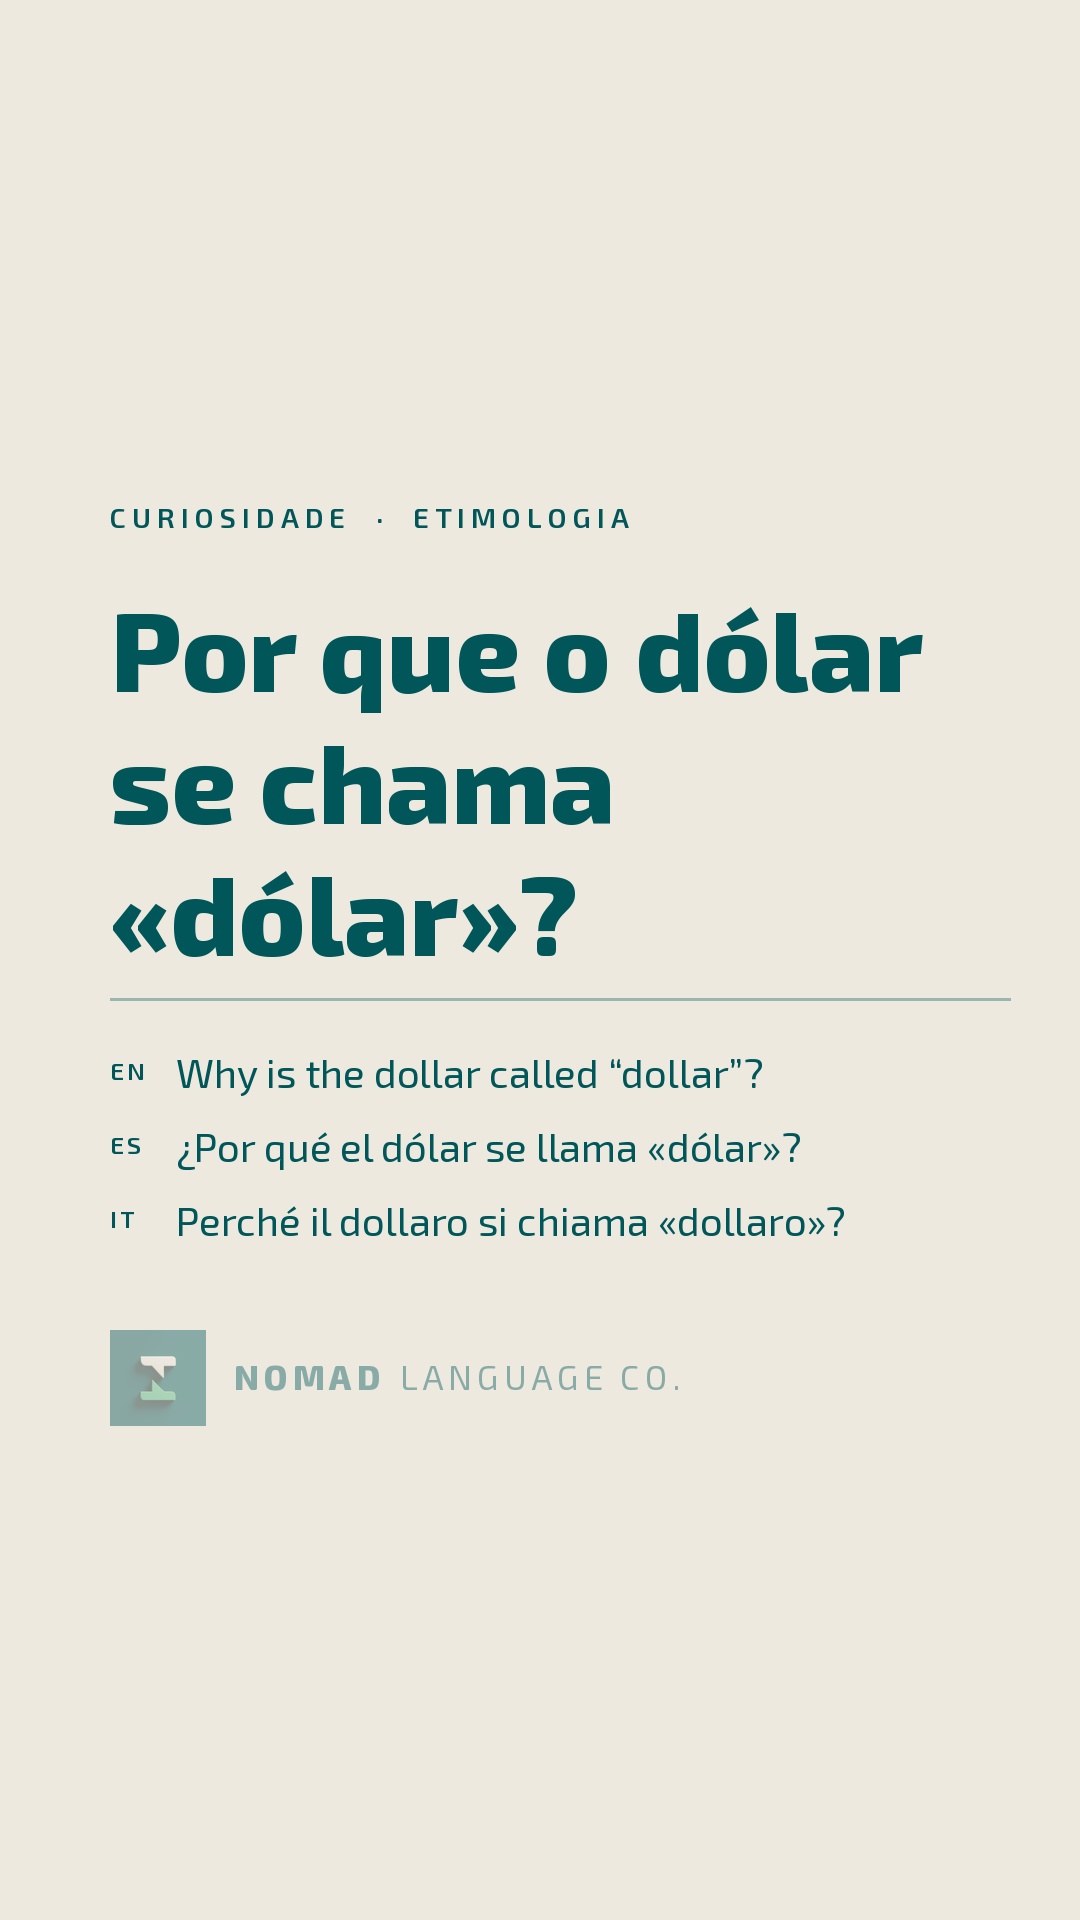 CURIOSIDADE · ETIMOLOGIA
Por que o dólar
se chama
«dólar»?
EN Why is the dollar called “dollar”?
ES ¿Por qué el dólar se llama «dólar»?
IT Perché il dollaro si chiama «dollaro»?
NOMAD LANGUAGE CO.